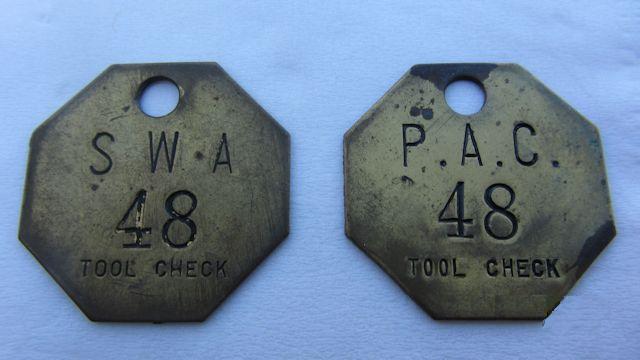 S W A
48
TOOL CHECK
P.A.C.
48
TOOL CHECK